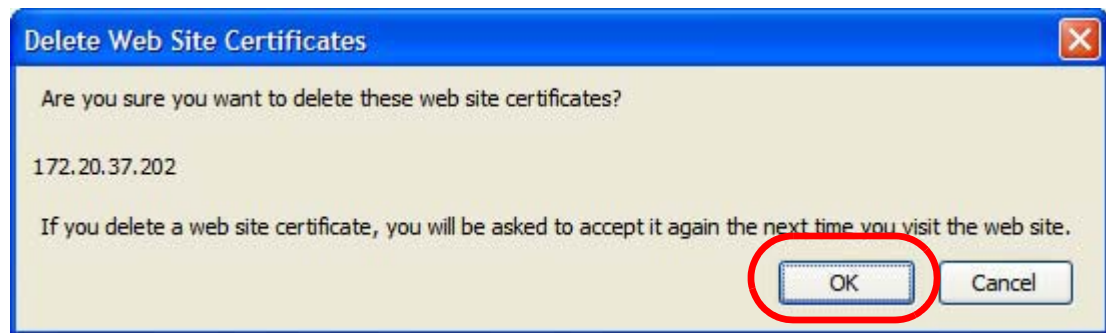 Delete Web Site Certificates
Are you sure you want to delete these web site certificates?
172.20.37.202
If you delete a web site certificate, you will be asked to accept it again the next time you visit the web site.
OK Cancel